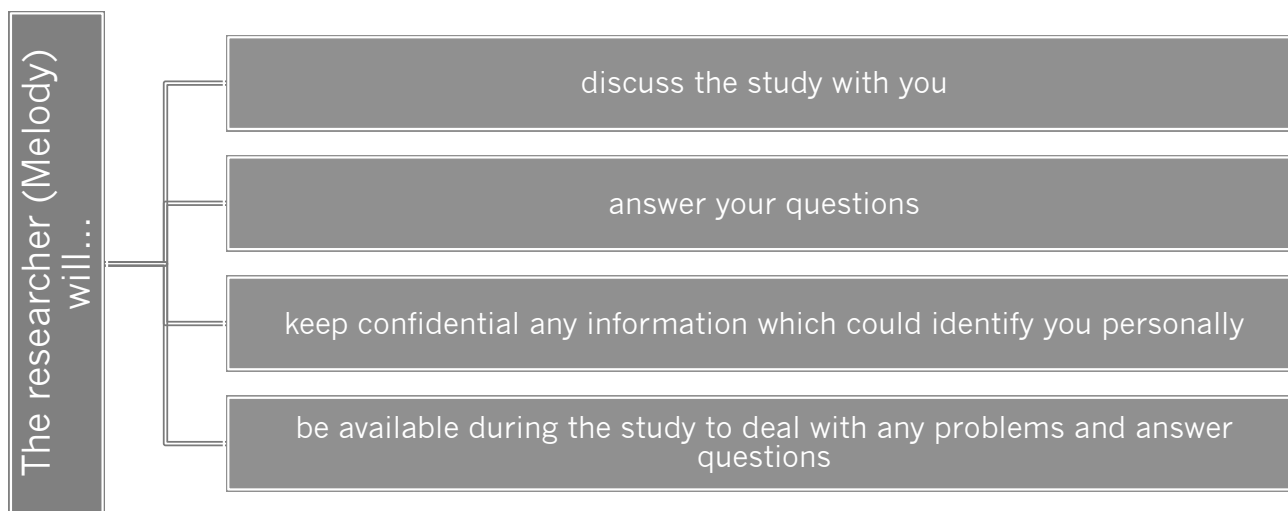 The researcher (Melody)
will...
discuss the study with you
answer your questions
keep confidential any information which could identify you personally
be available during the study to deal with any problems and answer
questions